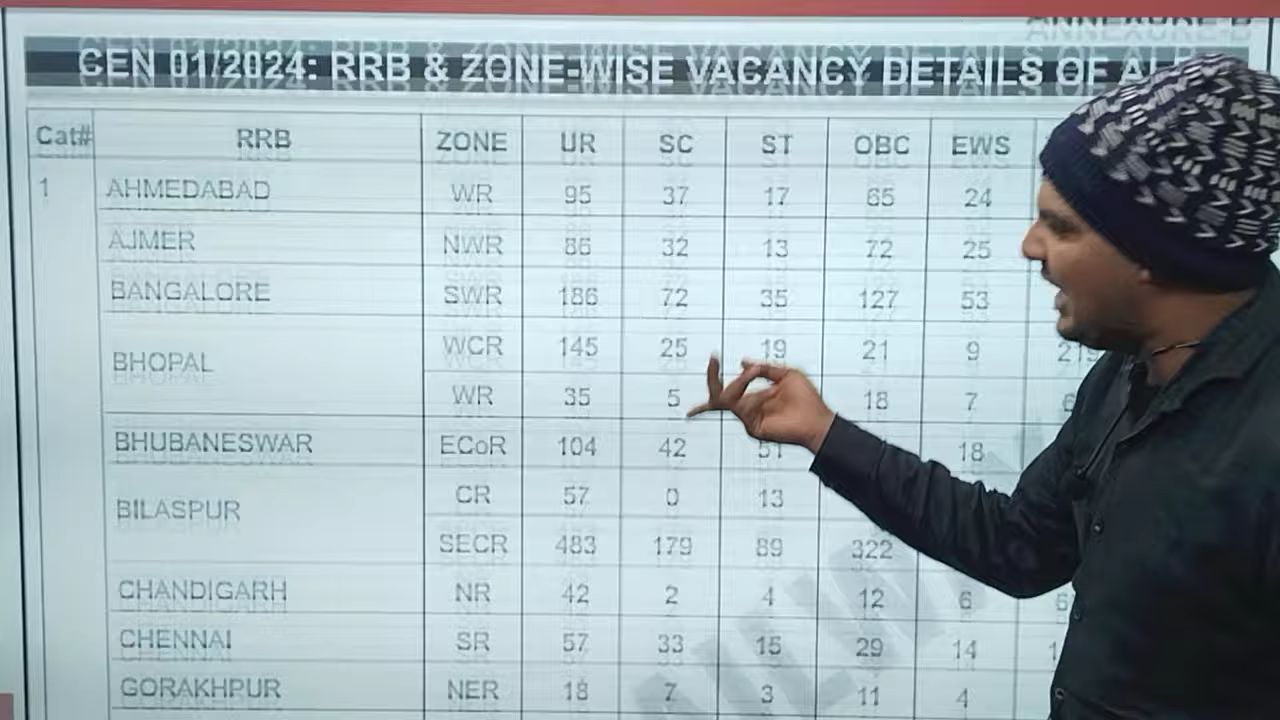 ANNEXURE-B
CEN 01/2024: RRB & ZONE-WISE VACANCY DETAILS OF
Cat# RRB ZONE UR SC ST OBC EWS
1 AHMEDABAD WR 95 37 17 65 24
AJMER NWR 86 32 13 72 25
BANGALORE SWR 186 72 35 127 53
BHOPAL WCR 145 25 19 21 9
WR 35 5 18 7
BHUBANESWAR ECoR 104 42 51 18
BILASPUR CR 57 0 13
SECR 483 179 89 322
CHANDIGARH NR 42 2 4 12 6
CHENNAI SR 57 33 15 29 14
GORAKHPUR NER 18 7 3 11 4